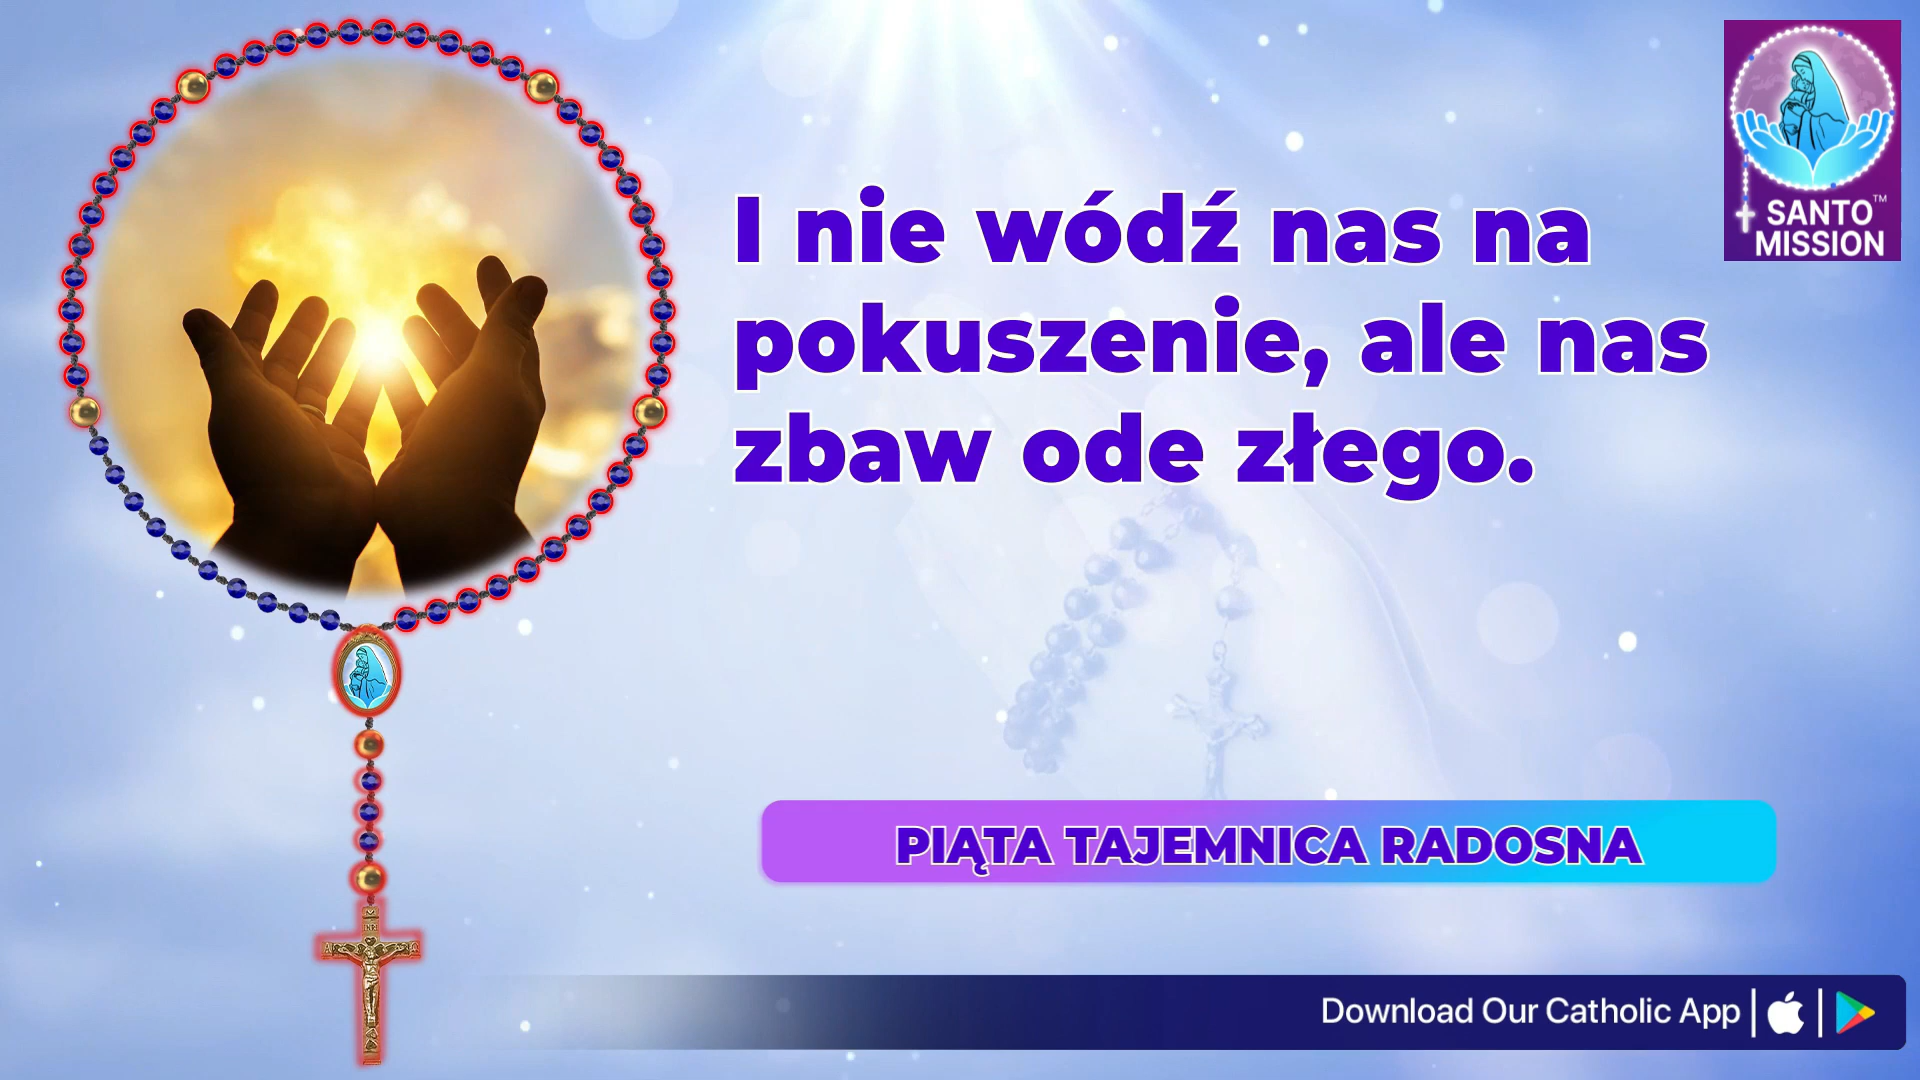 I nie wódź nas na
pokuszenie, ale nas
zbaw ode złego.
SANTO™
MISSION
PIĄTA TAJEMNICA RADOSNA
INRI
Download Our Catholic App